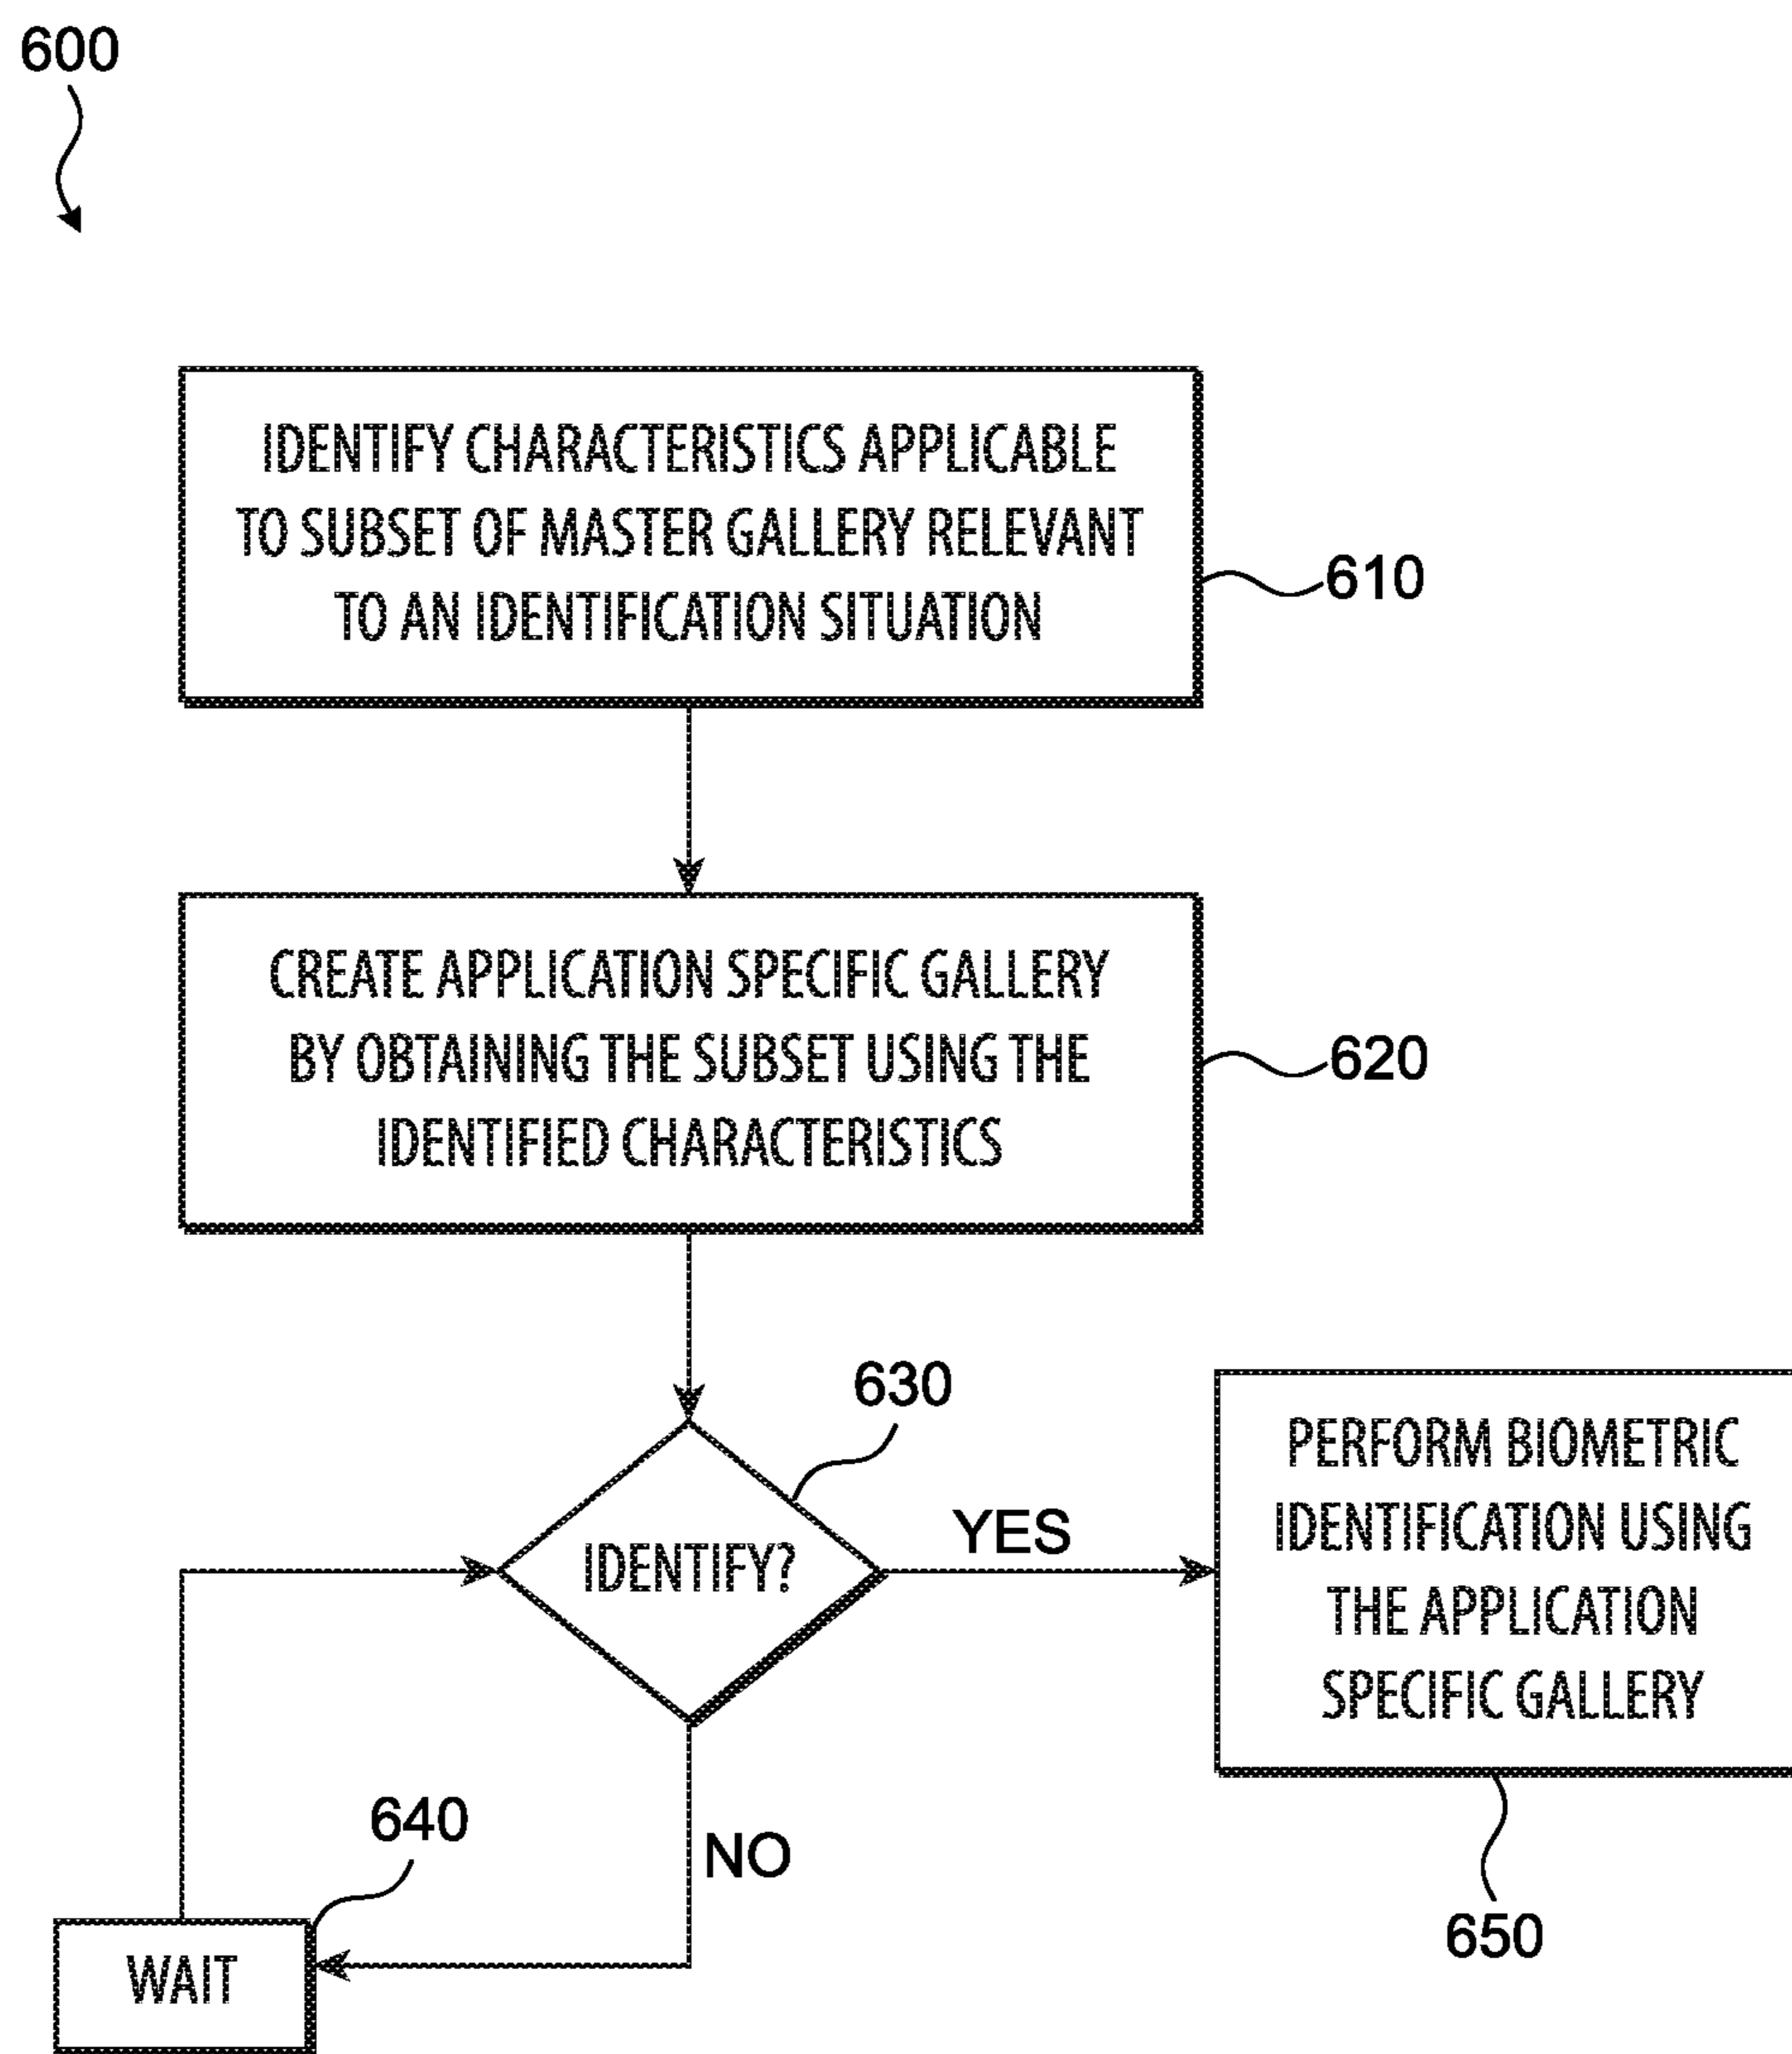 600
IDENTIFY CHARACTERISTICS APPLICABLE
TO SUBSET OF MASTER GALLERY RELEVANT
TO AN IDENTIFICATION SITUATION
610
CREATE APPLICATION SPECIFIC GALLERY
BY OBTAINING THE SUBSET USING THE
IDENTIFIED CHARACTERISTICS
620
630
IDENTIFY?
YES
PERFORM BIOMETRIC
IDENTIFICATION USING
THE APPLICATION
SPECIFIC GALLERY
650
NO
640
WAIT